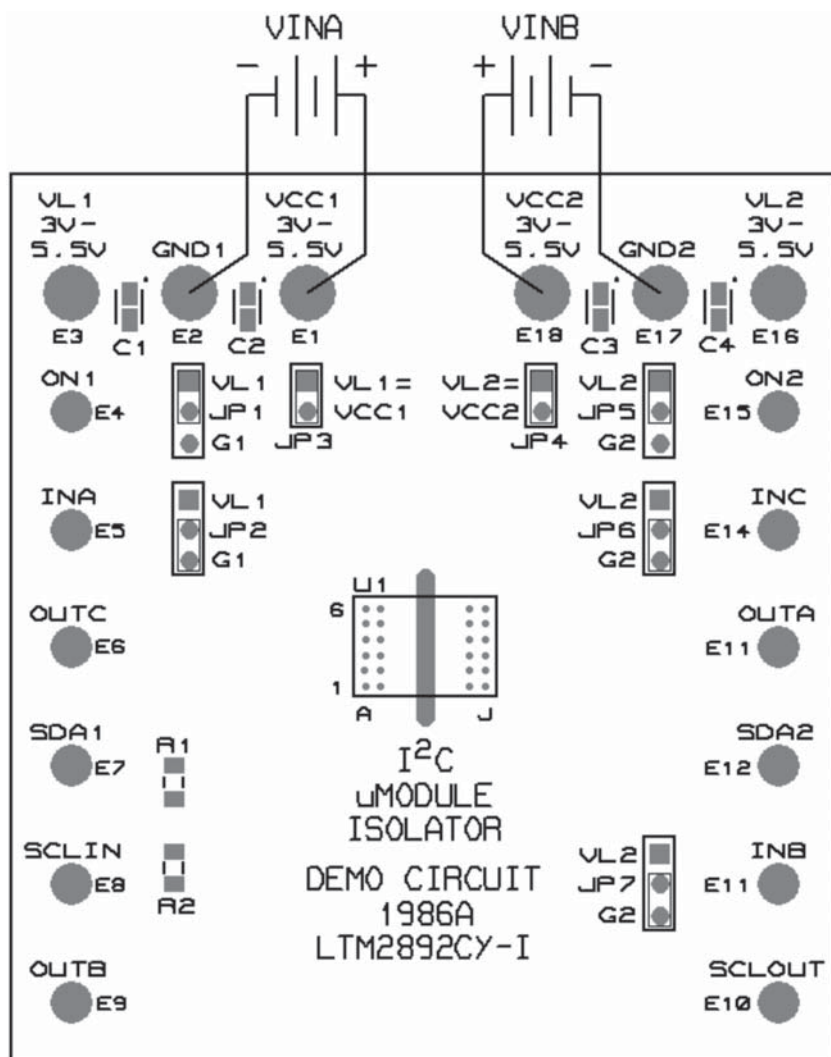 VINA VINB
- + + -
VL1 VCC1 VCC2 VL2
3V- 3V- 3V- 3V-
5.5V GND1 5.5V 5.5V GND2 5.5V
E3 C1 E2 C2 E1 E18 C3 E17 C4 E16
ON1 VL1 VL1= VL2= VL2 ON2
E4 JP1 VCC1 VCC2 JP5 E15
G1 JP3 JP4 G2
INA VL1 VL2 INC
E5 JP2 JP6 E14
G1 G2
U1
OUTC 6 OUTA
E6 E11
1
A J
SDA1 R1 SDA2
E7 E12
I²C
uMODULE
ISOLATOR
SCLIN VL2 INB
E8 JP7 E11
R2 G2
DEMO CIRCUIT
1986A
LTM2892CY-I
OUTB SCLOUT
E9 E10